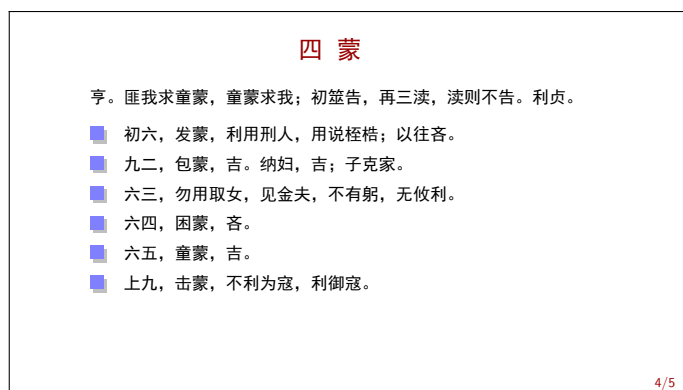 四 蒙
亨。匪我求童蒙，童蒙求我；初筮告，再三渎，渎则不告。利贞。
初六，发蒙，利用刑人，用说桎梏；以往吝。
九二，包蒙，吉。纳妇，吉；子克家。
六三，勿用取女，见金夫，不有躬，无攸利。
六四，困蒙，吝。
六五，童蒙，吉。
上九，击蒙，不利为寇，利御寇。
4/5